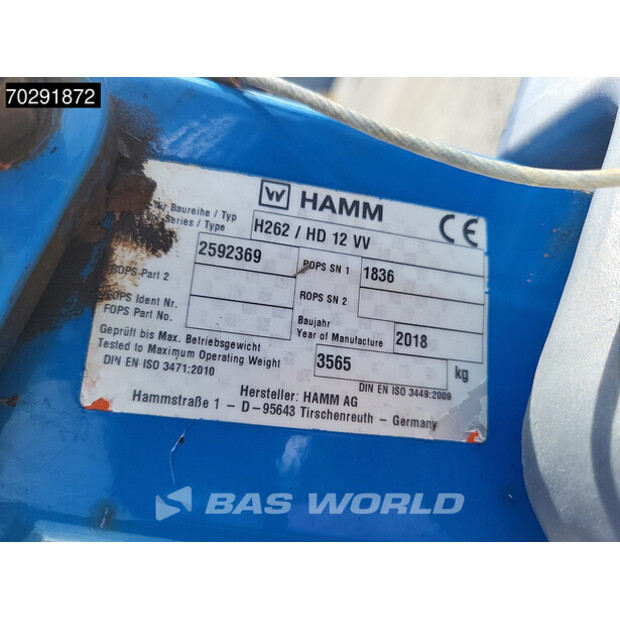 70291872
HAMM
CE
Baureihe / Typ
Series / Type
H262 / HD 12 VV
2592369
ROPS SN 1
1836
ROPS Part 2
ROPS SN 2
FOPS Ident Nr.
FOPS Part No.
Baujahr
Year of Manufacture
2018
Geprüft bis Max. Betriebsgewicht
Tested to Maximum Operating Weight
3565
kg
DIN EN ISO 3471:2010
DIN EN ISO 3449:2009
Hersteller: HAMM AG
Hammstraße 1 - D-95643 Tirschenreuth - Germany
BAS WORLD